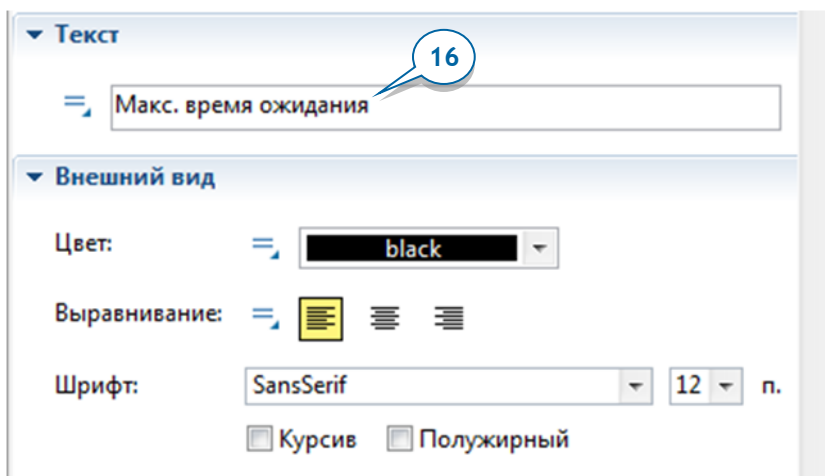 Текст
16
Макс. время ожидания
Внешний вид
Цвет: black
Выравнивание:
Шрифт: SansSerif 12 п.
Курсив Полужирный